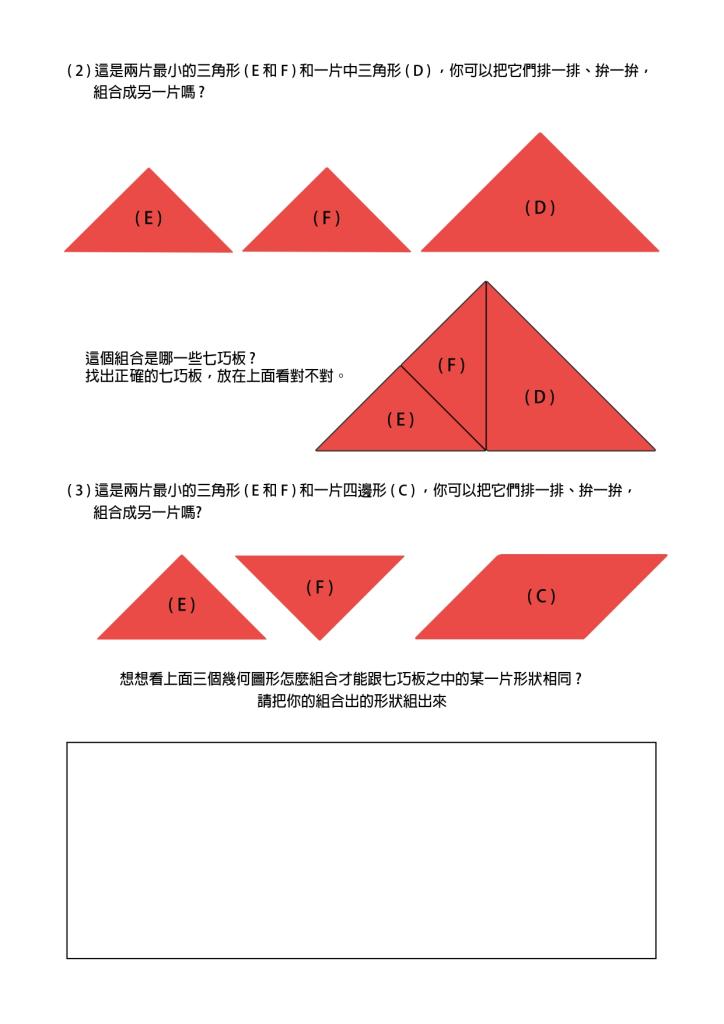 ( 2 ) 這是兩片最小的三角形 ( E 和 F ) 和一片中三角形 ( D ) ，你可以把它們排一排、拚一拚，
組合成另一片嗎 ?
( E )
( F )
( D )
這個組合是哪一些七巧板 ?
找出正確的七巧板，放在上面看對不對。
( F )
( D )
( E )
( 3 ) 這是兩片最小的三角形 ( E 和 F ) 和一片四邊形 ( C ) ，你可以把它們排一排、拚一拚，
組合成另一片嗎?
( E )
( F )
( C )
想想看上面三個幾何圖形怎麼組合才能跟七巧板之中的某一片形狀相同 ?
請把你的組合出的形狀組出來